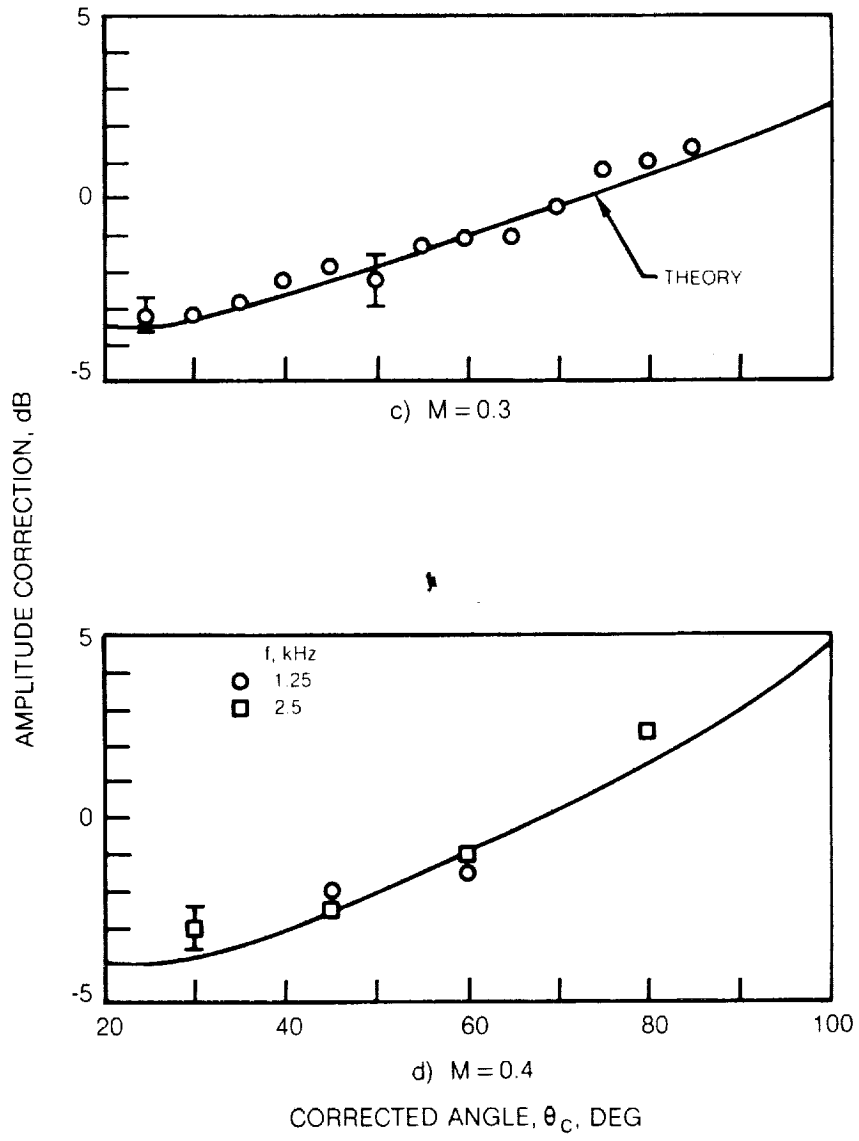 5
0
-5
THEORY
c) M = 0.3
AMPLITUDE CORRECTION, dB
5
f, kHz
1.25
2.5
0
-5
20 40 60 80 100
d) M = 0.4
CORRECTED ANGLE, θc, DEG